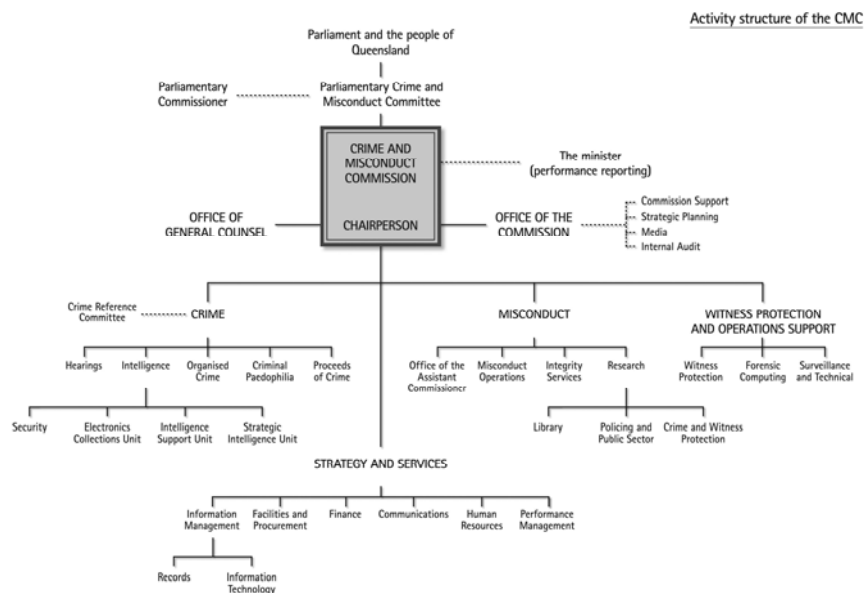 Activity structure of the CMC
Parliament and the people of
Queensland
Parliamentary
Commissioner
Parliamentary Crime and
Misconduct Committee
CRIME AND
MISCONDUCT
COMMISSION
CHAIRPERSON
The minister
(performance reporting)
OFFICE OF
GENERAL COUNSEL
OFFICE OF THE
COMMISSION
Commission Support
Strategic Planning
Media
Internal Audit
Crime Reference
Committee
CRIME
MISCONDUCT
WITNESS PROTECTION
AND OPERATIONS SUPPORT
Hearings
Intelligence
Organised
Crime
Criminal
Paedophilia
Proceeds
of Crime
Office of the
Assistant
Commissioner
Misconduct
Operations
Integrity
Services
Research
Witness
Protection
Forensic
Computing
Surveillance
and Technical
Security
Electronics
Collections Unit
Intelligence
Support Unit
Strategic
Intelligence Unit
Library
Policing and
Public Sector
Crime and Witness
Protection
STRATEGY AND SERVICES
Information
Management
Facilities and
Procurement
Finance
Communications
Human
Resources
Performance
Management
Records
Information
Technology